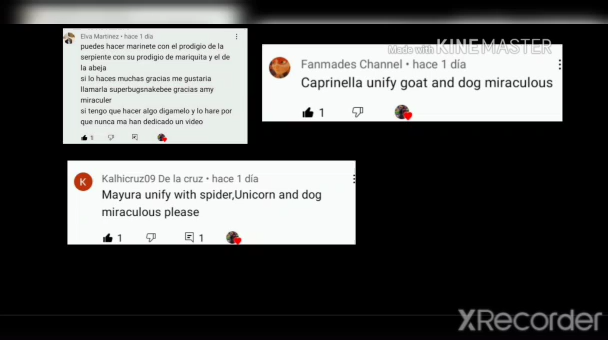 Made with KINEMASTER
Elva Martinez • hace 1 día
puedes hacer marinete con el prodigio de la
serpiente con su prodigio de mariquita y el de
la abeja
si lo haces muchas gracias me gustaria
llamarla superbugsnakebee gracias amy
miraculer
si tengo que hacer algo digamelo y lo hare por
que nunca ma han dedicado un video
1
Fanmades Channel • hace 1 día
Caprinella unify goat and dog miraculous
1
K
Kalhicruz09 De la cruz • hace 1 día
Mayura unify with spider,Unicorn and dog
miraculous please
1 1
XRecorder